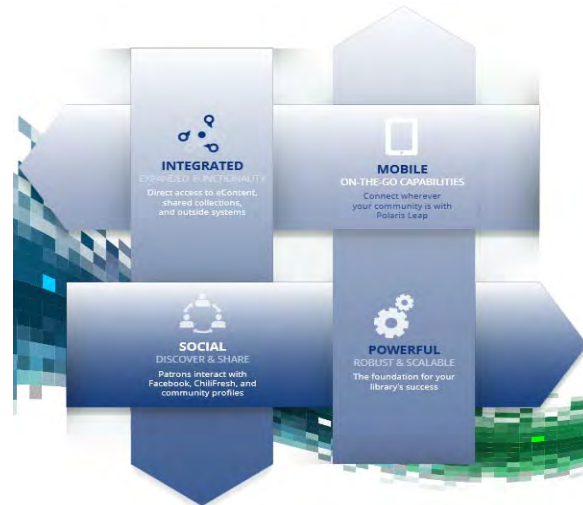 INTEGRATED
EXPANDED FUNCTIONALITY
Direct access to eContent,
shared collections,
and outside systems
MOBILE
ON-THE-GO CAPABILITIES
Connect wherever
your community is with
Polaris Leap
SOCIAL
DISCOVER & SHARE
Patrons interact with
Facebook, ChiliFresh, and
community profiles
POWERFUL
ROBUST & SCALABLE
The foundation for your
library's success